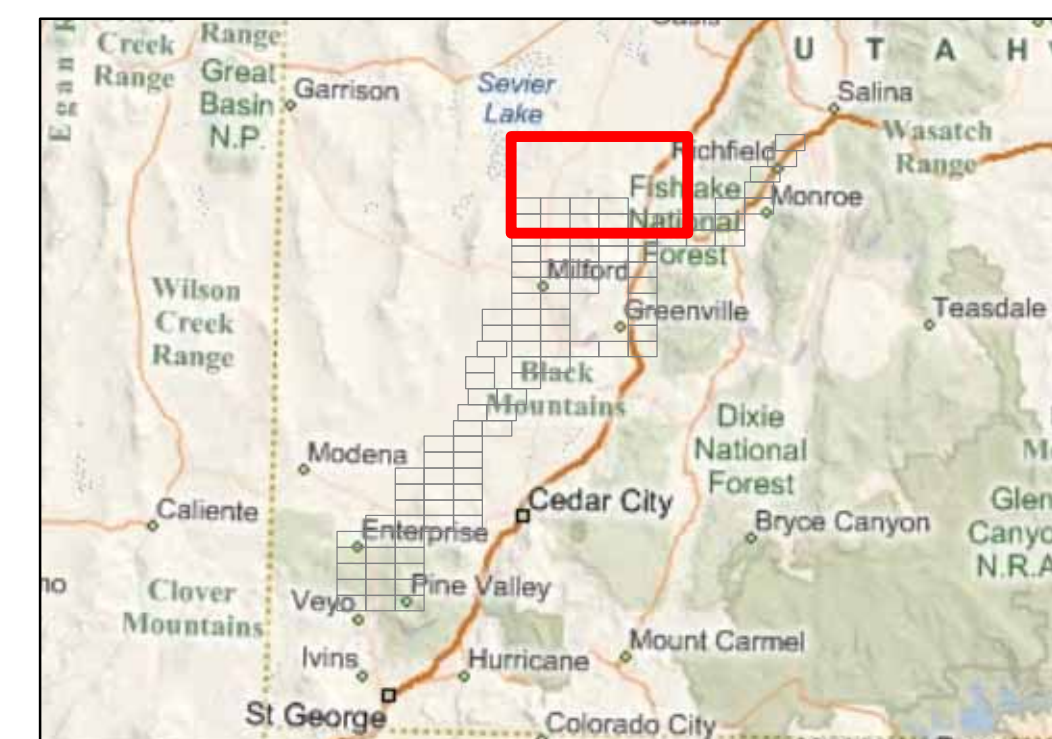 Oasis
U T A H
Creek
Range
Range
Great
Basin
N.P.
Garrison
Sevier
Lake
Salina
Wasatch
Range
Richfield
Fishlake
National
Forest
Monroe
Milford
Wilson
Creek
Range
Greenville
Teasdale
Black
Mountains
Dixie
National
Forest
Modena
Caliente
Cedar City
Enterprise
Bryce Canyon
Clover
Mountains
Veyo
Pine Valley
Ivins
Hurricane
Mount Carmel
St George
Colorado City